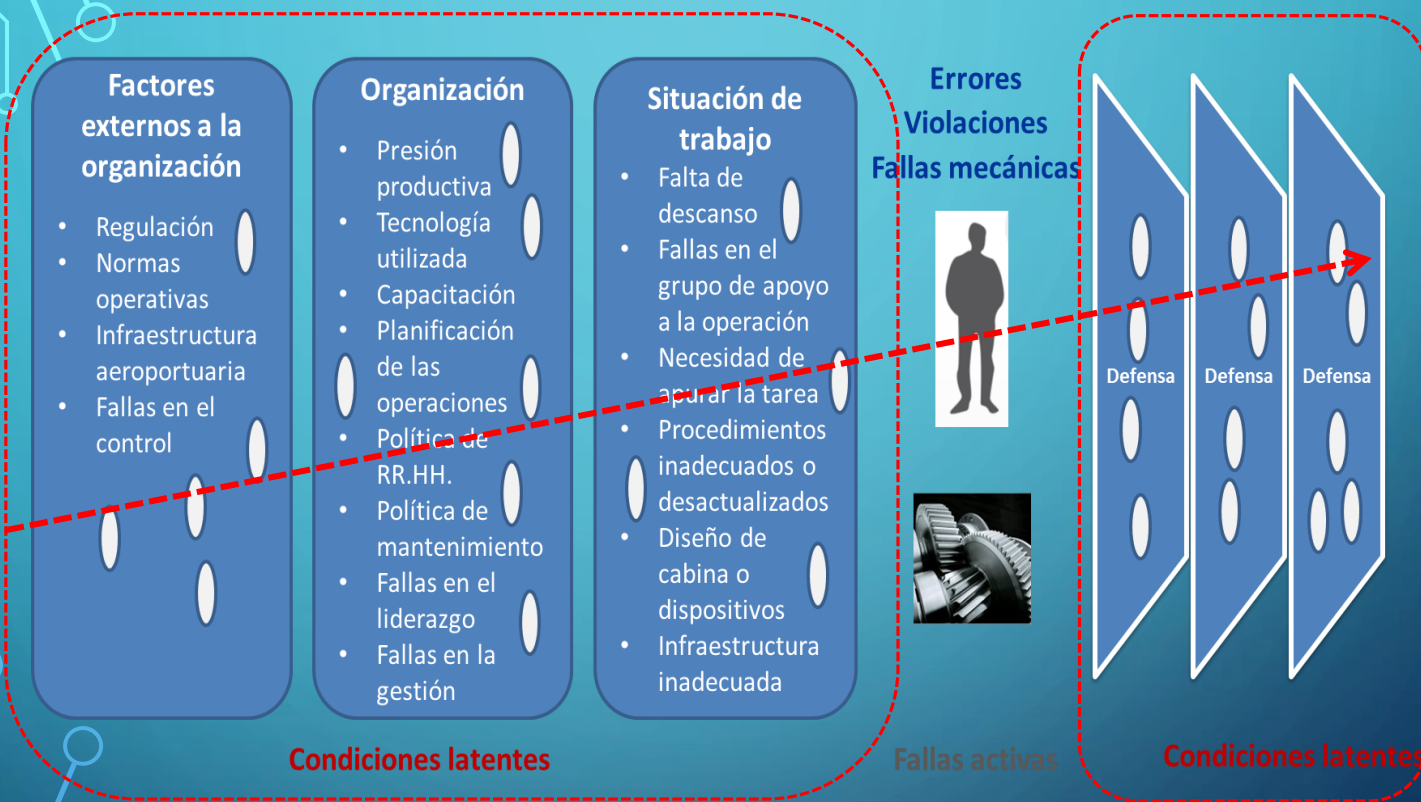 Factores
externos a la
organización
• Regulación
• Normas
operativas
• Infraestructura
aeroportuaria
• Fallas en el
control
Organización
• Presión
productiva
• Tecnología
utilizada
• Capacitación
• Planificación
de las
operaciones
• Política de
RR.HH.
• Política de
mantenimiento
• Fallas en el
liderazgo
• Fallas en la
gestión
Situación de
trabajo
• Falta de
descanso
• Fallas en el
grupo de apoyo
a la operación
• Necesidad de
apurar la tarea
• Procedimientos
inadecuados o
desactualizados
• Diseño de
cabina o
dispositivos
• Infraestructura
inadecuada
Errores
Violaciones
Fallas mecánicas
Defensa
Defensa
Defensa
Condiciones latentes
Fallas activas
Condiciones latentes